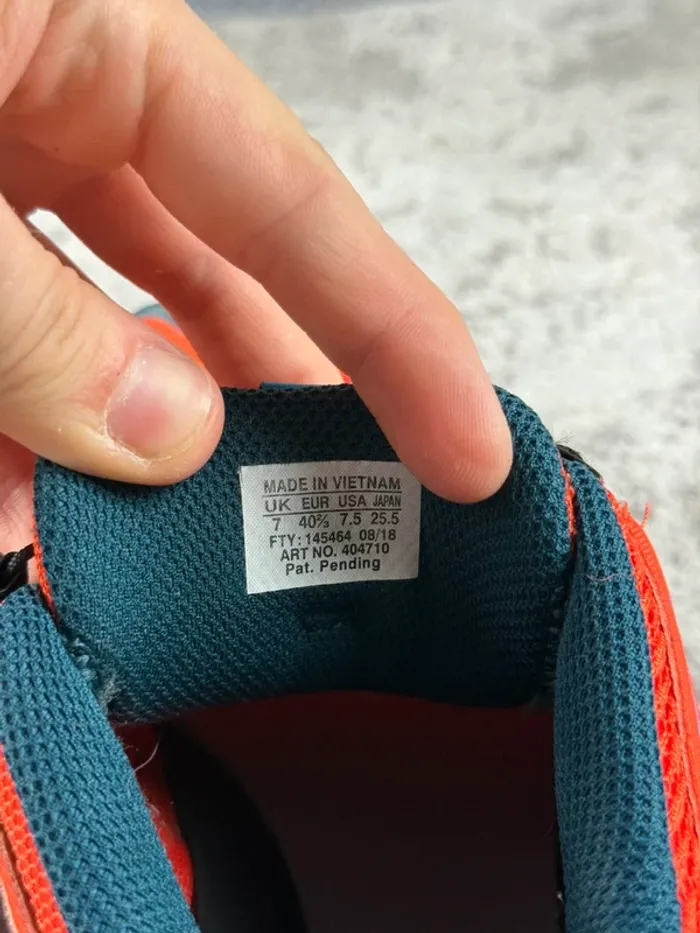 MADE IN VIETNAM
UK EUR USA JAPAN
7 40⅔ 7.5 25.5
FTY: 145464 08/18
ART NO. 404710
Pat. Pending